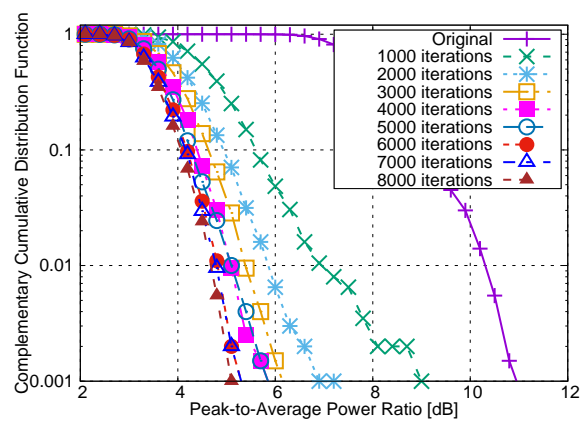 Complementary Cumulative Distribution Function
1
0.1
0.01
0.001
Original
1000 iterations
2000 iterations
3000 iterations
4000 iterations
5000 iterations
6000 iterations
7000 iterations
8000 iterations
2 4 6 8 10 12
Peak-to-Average Power Ratio [dB]